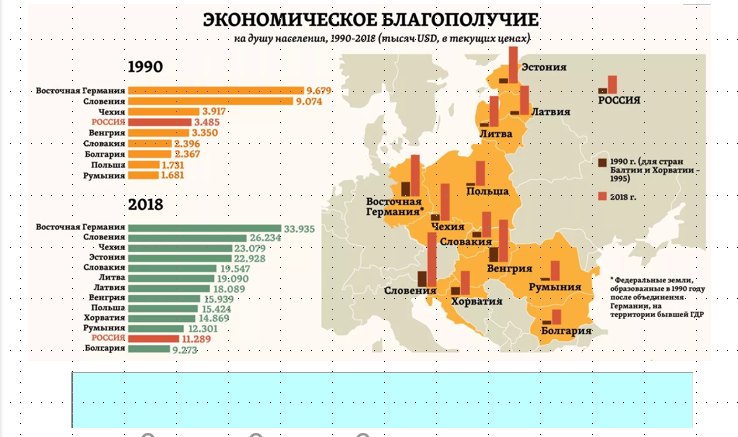 ЭКОНОМИЧЕСКОЕ БЛАГОПОЛУЧИЕ
на душу населения, 1990-2018 (тысяч USD, в текущих ценах)
1990
Восточная Германия 9.679
Словения 9.074
Чехия 3.917
РОССИЯ 3.485
Венгрия 3.350
Словакия 2.396
Болгария 2.367
Польша 1.731
Румыния 1.681
2018
Восточная Германия 33.935
Словения 26.234
Чехия 23.079
Эстония 22.928
Словакия 19.547
Литва 19.090
Латвия 18.089
Венгрия 15.939
Польша 15.424
Хорватия 14.869
Румыния 12.301
РОССИЯ 11.289
Болгария 9.273
Эстония
Латвия
Литва
РОССИЯ
Польша
Восточная
Германия*
Чехия
Словакия
Венгрия
Словения
Хорватия
Румыния
Болгария
1990 г. (для стран
Балтии и Хорватии -
1995)
2018 г.
* Федеральные земли,
образованные в 1990 году
после объединения
Германии, на
территории бывшей ГДР